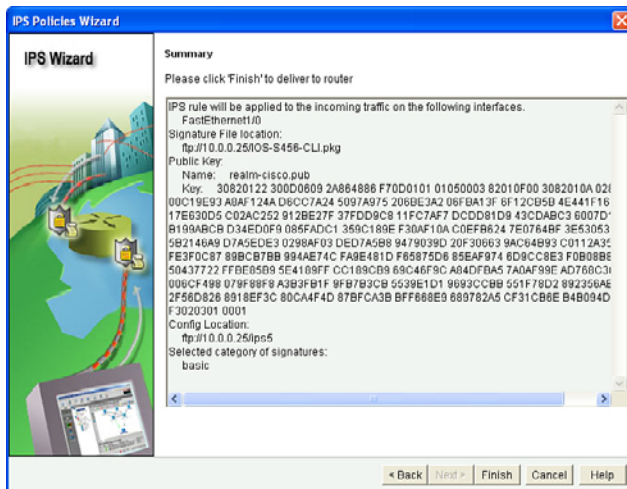 IPS Policies Wizard
IPS Wizard
Summary
Please click 'Finish' to deliver to router
IPS rule will be applied to the incoming traffic on the following interfaces.
FastEthernet1/0
Signature File location:
ftp://10.0.0.25/IOS-S456-CLI.pkg
Public Key:
Name: realm-cisco.pub
Key: 30820122 300D0609 2A864886 F70D0101 01050003 82010F00 3082010A 028
00C19E93 A8AF124A D6CC7A24 5097A975 206BE3A2 06FBA13F 6F12CB5B 4E441F16
17E630D5 C02AC252 912BE27F 37FDD9C8 11FC7AF7 DCDD81D9 43CDABC3 6007D1
B199ABCB D34ED0F9 085FADC1 359C189E F30AF10A C0EFB624 7E0764BF 3E53053
5B2146A9 D7A5EDE3 0298AF03 DED7A5B8 9479039D 20F30663 9AC64B93 C0112A35
FE3F0C87 89BCB7BB 994AE74C FA9E481D F65875D6 85EAF974 6D9CC8E3 F0B08B8
50437722 FFBE85B9 5E4189FF CC189CB9 69C46F9C A84DFBA5 7A0AF99E AD768C3
006CF498 079F88F8 A3B3FB1F 9FB7B3CB 5539E1D1 9693CCBB 551F78D2 892356AE
2F56D826 8918EF3C 80CA4F4D 87BFCA3B BFF668E9 689782A5 CF31CB6E B4B094D
F3020301 0001
Config Location:
ftp://10.0.0.25/ips5
Selected category of signatures:
basic
< Back Next > Finish Cancel Help